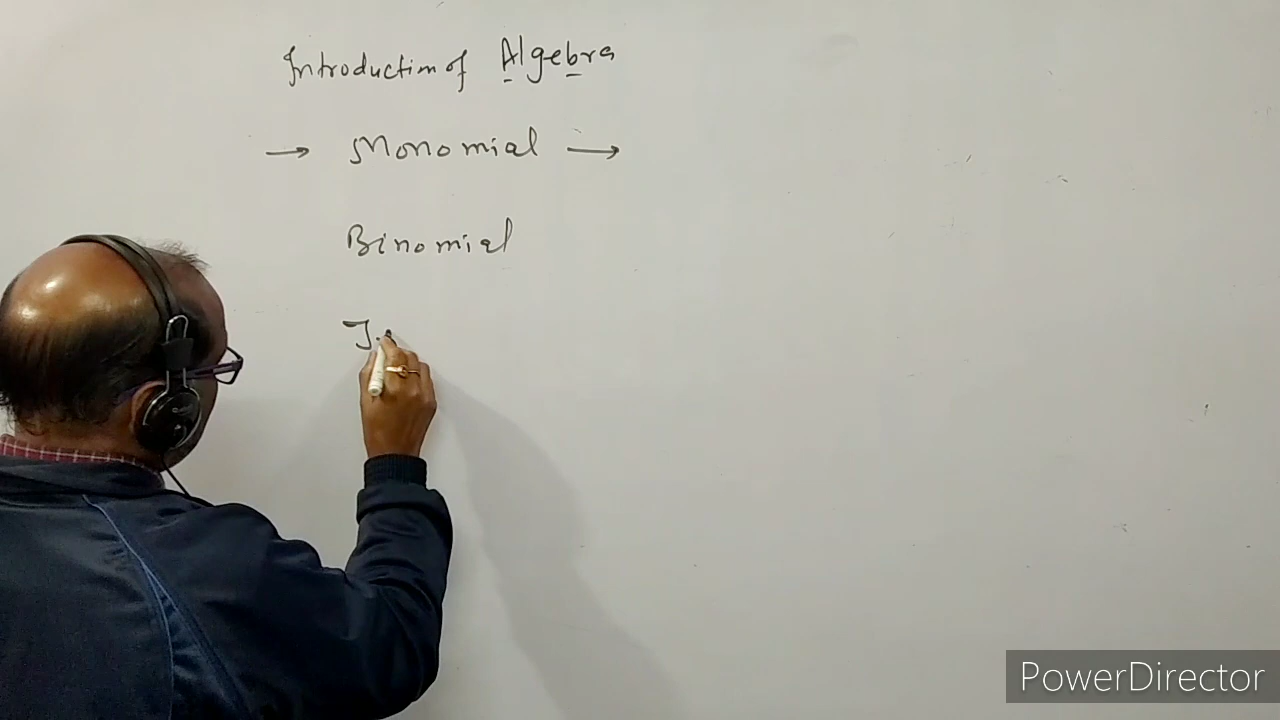 Introduction of Algebra
→ Monomial →
Binomial
T
PowerDirector